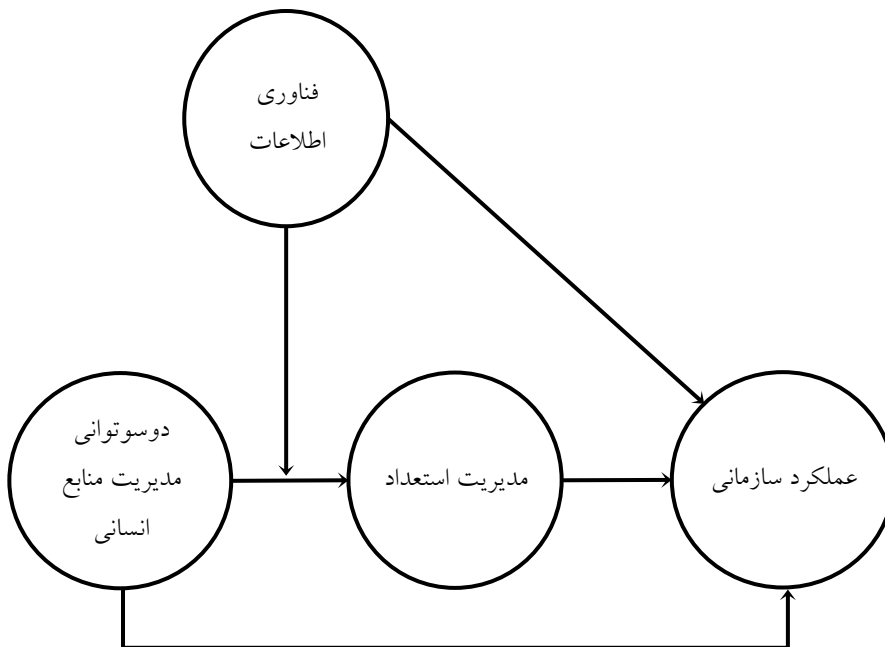 فناوری
اطلاعات
دوسوتوانی
مدیریت منابع
انسانی
مدیریت استعداد
عملکرد سازمانی